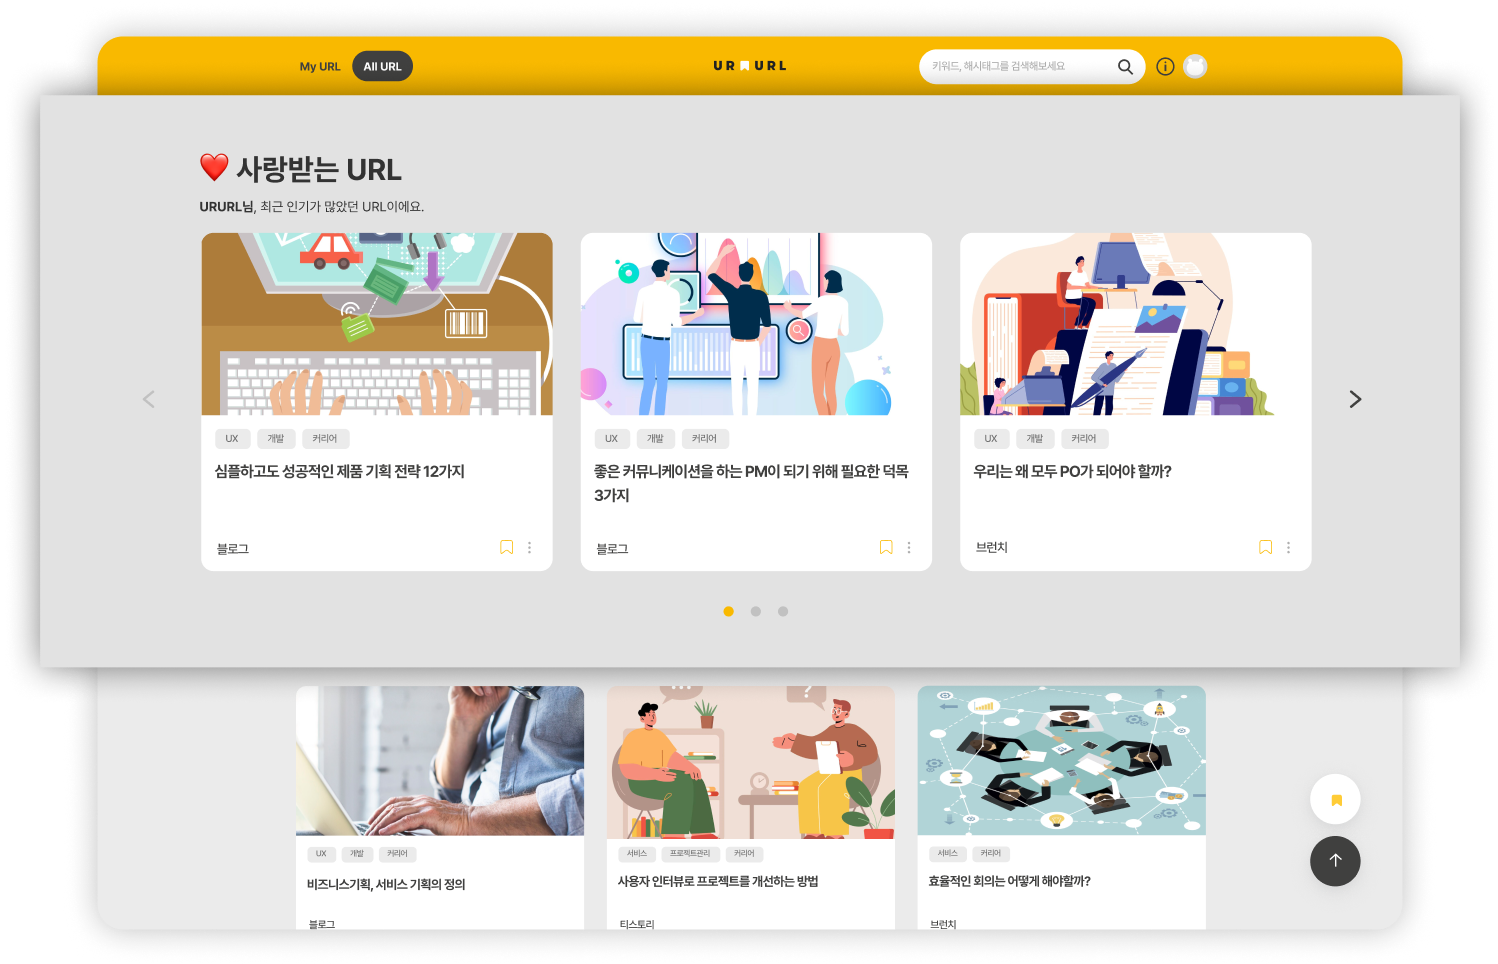 My URL
All URL
UR URL
키워드, 해시태그를 검색해보세요
사랑받는 URL
URURL님, 최근 인기가 많았던 URL이에요.
UX
개발
커리어
심플하고도 성공적인 제품 기획 전략 12가지
블로그
UX
개발
커리어
좋은 커뮤니케이션을 하는 PM이 되기 위해 필요한 덕목
3가지
블로그
UX
개발
커리어
우리는 왜 모두 PO가 되어야 할까?
브런치
UX
개발
커리어
비즈니스기획, 서비스 기획의 정의
블로그
서비스
프로젝트관리
커리어
사용자 인터뷰로 프로젝트를 개선하는 방법
티스토리
서비스
커리어
효율적인 회의는 어떻게 해야할까?
브런치